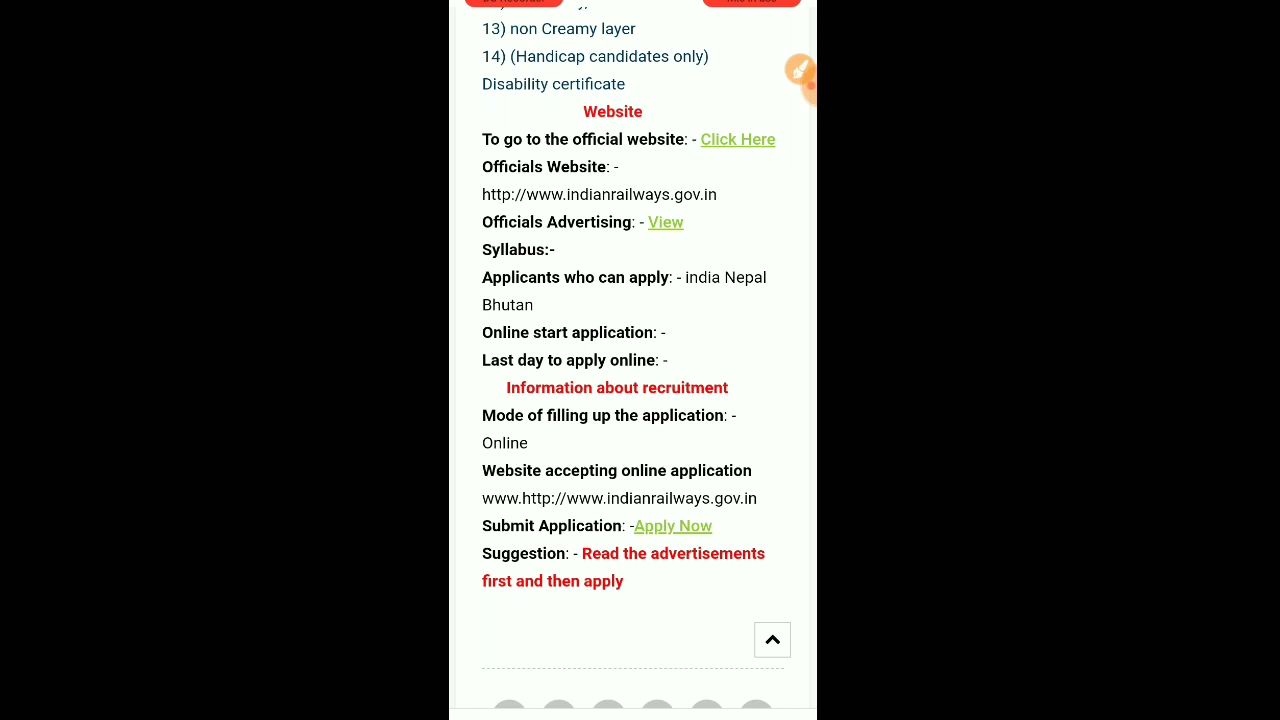 13) non Creamy layer
14) (Handicap candidates only)
Disability certificate
Website
To go to the official website: - Click Here
Officials Website: -
http://www.indianrailways.gov.in
Officials Advertising: - View
Syllabus:-
Applicants who can apply: - india Nepal
Bhutan
Online start application: -
Last day to apply online: -
Information about recruitment
Mode of filling up the application: -
Online
Website accepting online application
www.http://www.indianrailways.gov.in
Submit Application: -Apply Now
Suggestion: - Read the advertisements
first and then apply